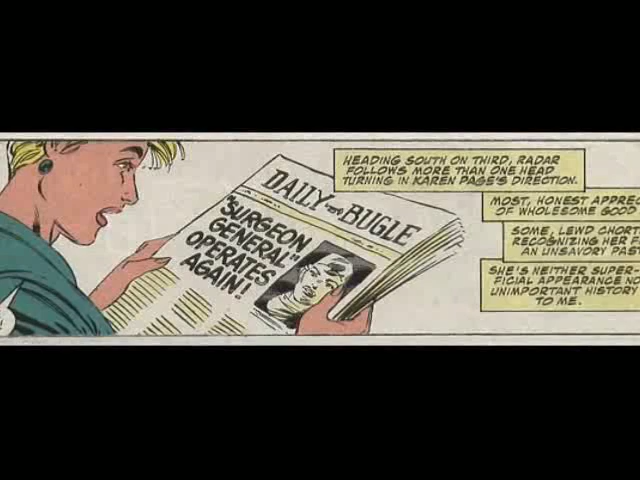 HEADING SOUTH ON THIRD, RADAR
FOLLOWS MORE THAN ONE HEAD
TURNING IN KAREN PAGE'S DIRECTION.
MOST, HONEST
OF WHOLESOME GOOD
SOME, LEWD
RECOGNIZING HER
AN UNSAVORY
SHE'S NEITHER SUPER-
FICIAL APPEARANCE
UNIMPORTANT HISTORY
TO ME.
DAILY BUGLE
"SURGEON
GENERAL"
OPERATES
AGAIN!